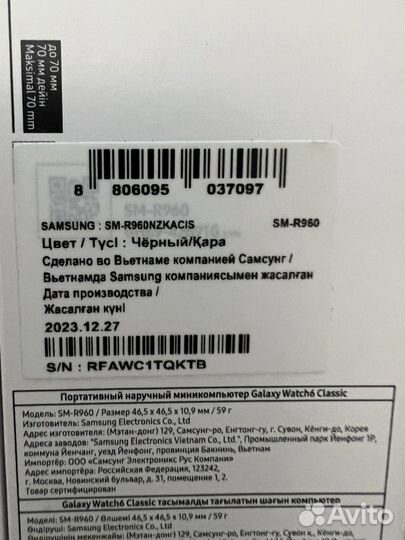 до 70 мм
70 мм дейін
Maksimal 70 mm
8 806095 037097
SM-R960
SAMSUNG : SM-R960NZKACIS SM-R960
Цвет / Түсі : Чёрный/Қара
Сделано во Вьетнаме компанией Самсунг /
Вьетнамда Samsung компаниясымен жасалған
Дата производства /
Жасалған күні
2023.12.27
S/N : RFAWC1TQKTB
Портативный наручный миникомпьютер Galaxy Watch6 Classic
Модель: SM-R960 / Размер 46,5 x 46,5 x 10,9 мм / 59 г
Изготовитель: Samsung Electronics Co., Ltd
Адрес изготовителя: (Мэтан-донг) 129, Самсунг-ро, Енгтонг-гу, г. Сувон, Кёнги-до, Корея
Адреса заводов: "Samsung Electronics Vietnam Co., Ltd.", Промышленный парк Йенфонг 1Р,
коммуна Йенчанг, уезд Йенфонг, провинция Бакнинь, Вьетнам
Импортёр: ООО «Самсунг Электроникс Рус Компани»
Адрес импортёра: Российская Федерация, 123242,
г. Москва, Новинский бульвар, д. 31, помещение 1, 2.
Товар сертифицирован
Galaxy Watch6 Classic тасымалды тағылатын шағын компьютер
Моделі: SM-R960 / Өлшемі 46,5 x 46,5 x 10,9 мм / 59 г
Өндіруші: Samsung Electronics Co., Ltd
Avito